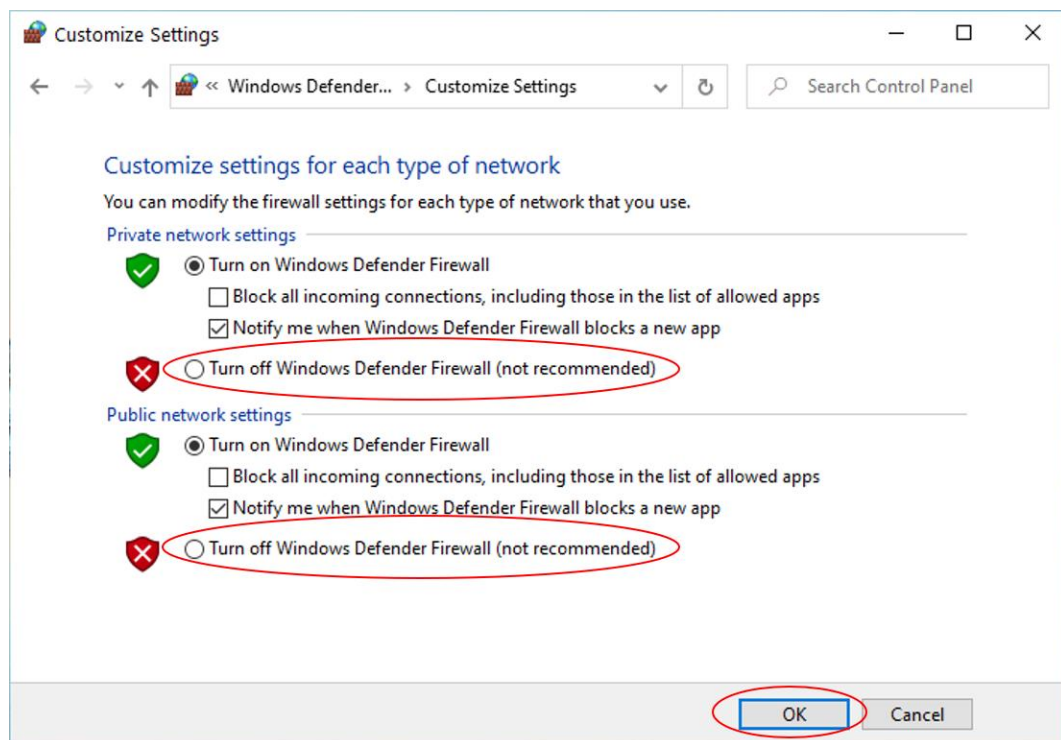 Customize Settings
« Windows Defender... › Customize Settings
Search Control Panel
Customize settings for each type of network
You can modify the firewall settings for each type of network that you use.
Private network settings
Turn on Windows Defender Firewall
Block all incoming connections, including those in the list of allowed apps
Notify me when Windows Defender Firewall blocks a new app
Turn off Windows Defender Firewall (not recommended)
Public network settings
Turn on Windows Defender Firewall
Block all incoming connections, including those in the list of allowed apps
Notify me when Windows Defender Firewall blocks a new app
Turn off Windows Defender Firewall (not recommended)
OK Cancel